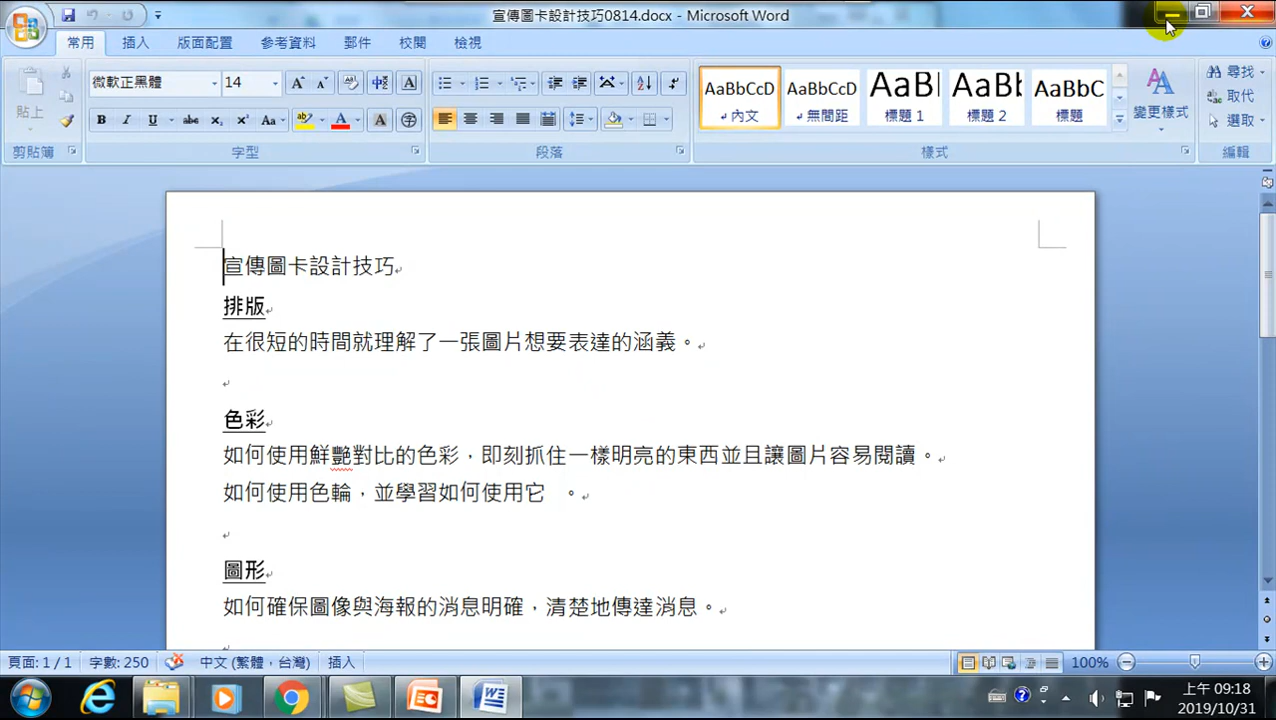 宣傳圖卡設計技巧0814.docx - Microsoft Word
常用 插入 版面配置 參考資料 郵件 校閱 檢視
貼上
剪貼簿
微軟正黑體 14
字型
段落
AaBbCcD AaBbCcD AaBl AaBb AaBbC
內文 無間距 標題 1 標題 2 標題
變更樣式
樣式
尋找
取代
選取
編輯
宣傳圖卡設計技巧
排版
在很短的時間就理解了一張圖片想要表達的涵義。
色彩
如何使用鮮艷對比的色彩，即刻抓住一樣明亮的東西並且讓圖片容易閱讀。
如何使用色輪，並學習如何使用它 。
圖形
如何確保圖像與海報的消息明確，清楚地傳達消息。
頁面: 1 / 1 字數: 250 中文 (繁體，台灣) 插入 100%
上午 09:18
2019/10/31